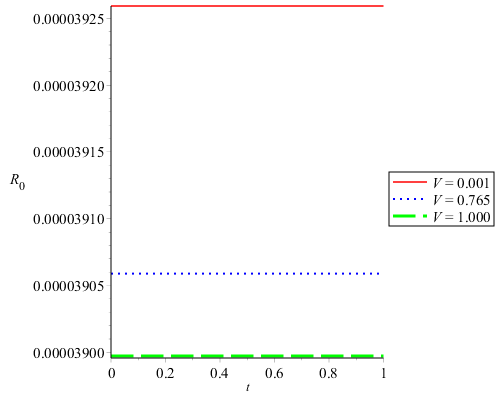 0.00003925
0.00003920
0.00003915
R0
0.00003910
0.00003905
0.00003900
0 0.2 0.4 0.6 0.8 1
t
V = 0.001
V = 0.765
V = 1.000